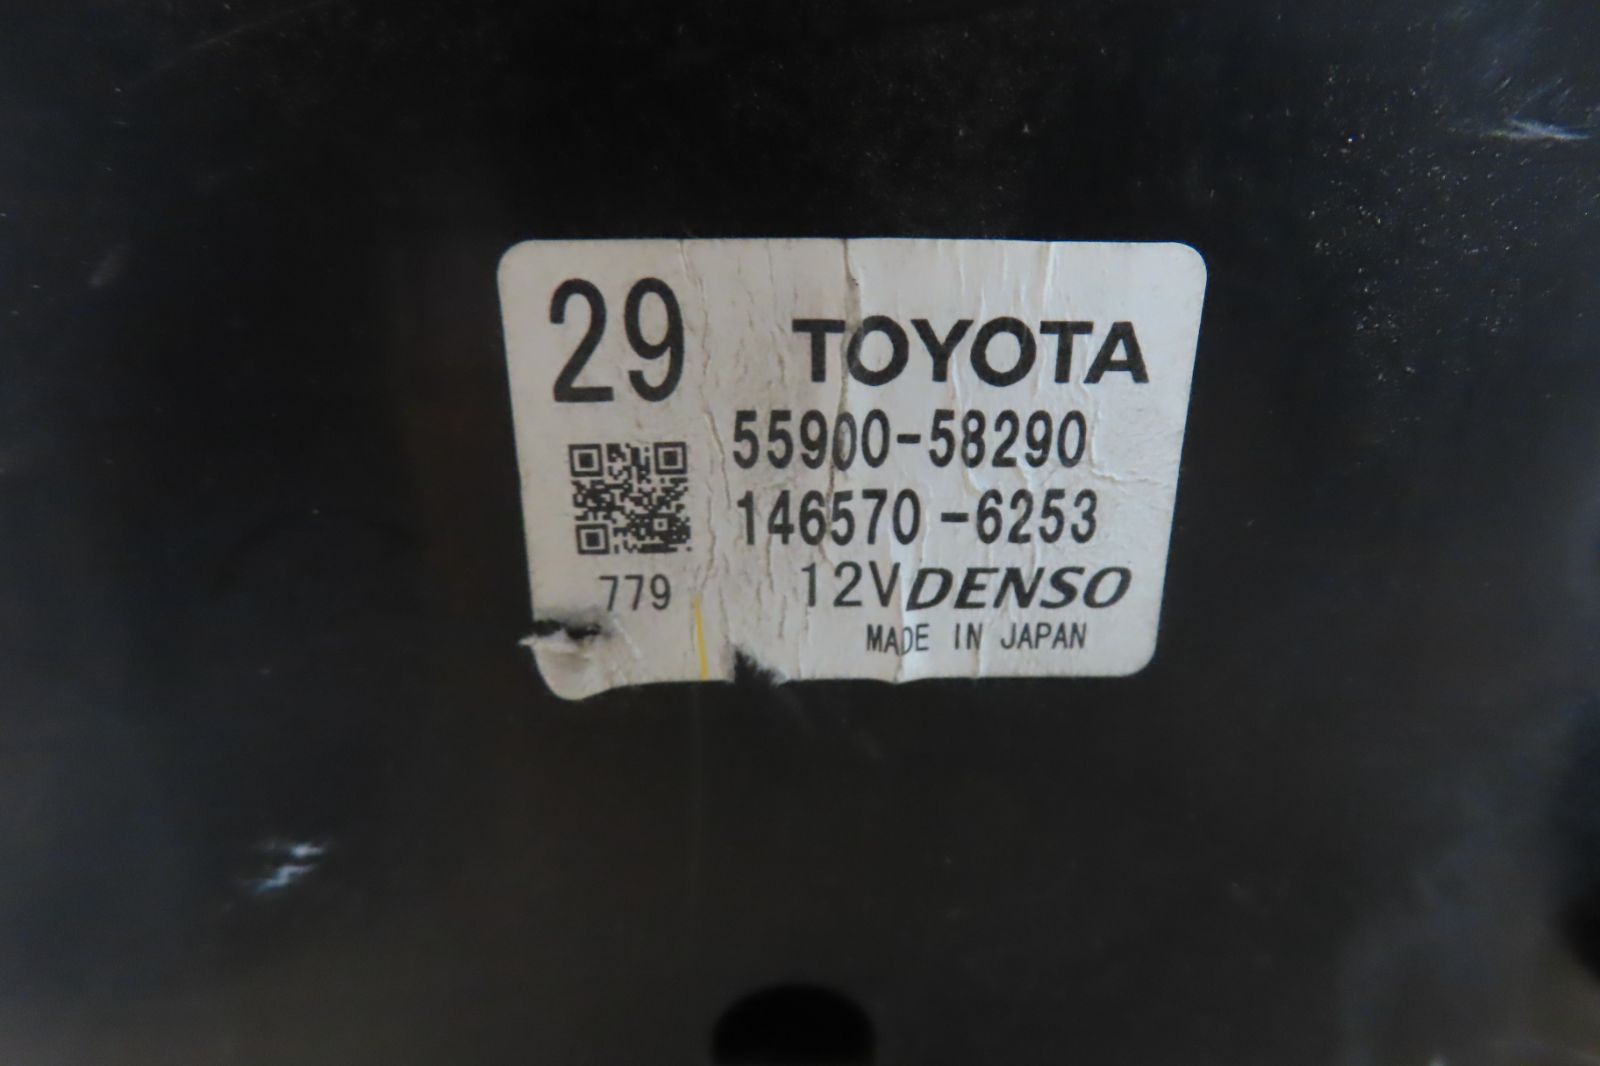 29
TOYOTA
55900-58290
146570-6253
779
12V DENSO
MADE IN JAPAN